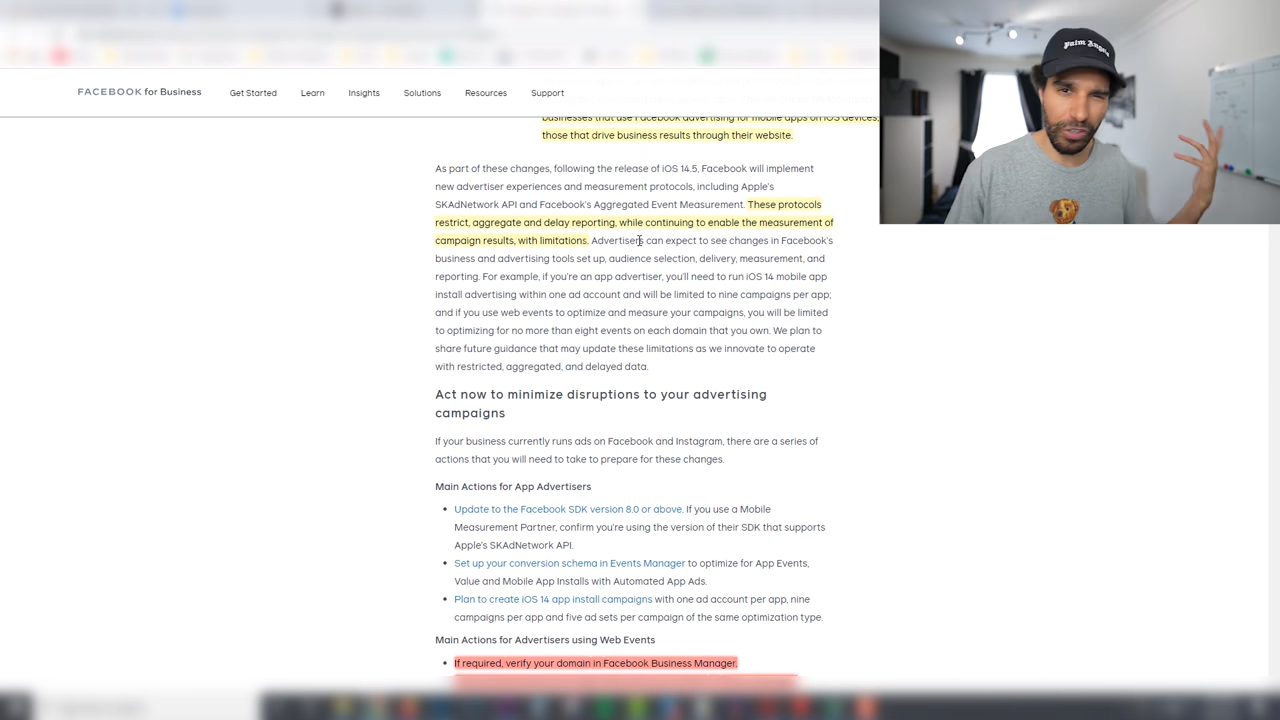 FACEBOOK for Business
Get Started
Learn
Insights
Solutions
Resources
Support
Palm Angels
businesses that use Facebook advertising for mobile apps on iOS devices,
those that drive business results through their website.
As part of these changes, following the release of iOS 14.5, Facebook will implement
new advertiser experiences and measurement protocols, including Apple's
SKAdNetwork API and Facebook's Aggregated Event Measurement. These protocols
restrict, aggregate and delay reporting, while continuing to enable the measurement of
campaign results, with limitations. Advertisers can expect to see changes in Facebook's
business and advertising tools set up, audience selection, delivery, measurement, and
reporting. For example, if you're an app advertiser, you'll need to run iOS 14 mobile app
install advertising within one ad account and will be limited to nine campaigns per app;
and if you use web events to optimize and measure your campaigns, you will be limited
to optimizing for no more than eight events on each domain that you own. We plan to
share future guidance that may update these limitations as we innovate to operate
with restricted, aggregated, and delayed data.
Act now to minimize disruptions to your advertising
campaigns
If your business currently runs ads on Facebook and Instagram, there are a series of
actions that you will need to take to prepare for these changes.
Main Actions for App Advertisers
Update to the Facebook SDK version 8.0 or above. If you use a Mobile
Measurement Partner, confirm you're using the version of their SDK that supports
Apple's SKAdNetwork API.
Set up your conversion schema in Events Manager to optimize for App Events,
Value and Mobile App Installs with Automated App Ads.
Plan to create iOS 14 app install campaigns with one ad account per app, nine
campaigns per app and five ad sets per campaign of the same optimization type.
Main Actions for Advertisers using Web Events
If required, verify your domain in Facebook Business Manager.